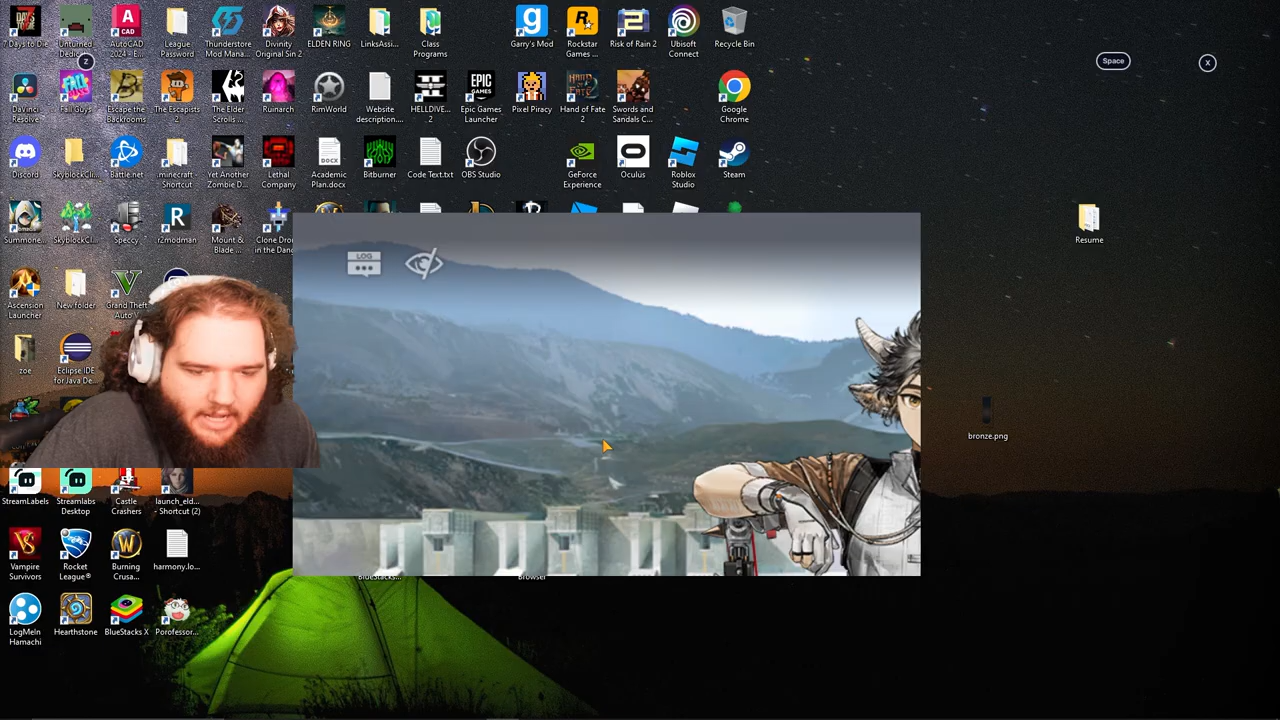 7 Days to Die
Unturned Dedic...
AutoCAD 2024 - E...
League Password
Thunderstore Mod Mana...
Divinity Original Sin 2
ELDEN RING
LinksAssi...
Class Programs
Garry's Mod
Rockstar Games ...
Risk of Rain 2
Ubisoft Connect
Recycle Bin
Z
Space
X
Davinci Resolve
Fall Guys
Escape the Backrooms
The Escapists 2
The Elder Scrolls ...
Ruinarch
RimWorld
Website description....
HELLDIVE... 2
Epic Games Launcher
Pixel Piracy
Hand of Fate 2
Swords and Sandals C...
Google Chrome
Discord
SkyblockCli...
Battle.net
.minecraft - Shortcut
Yet Another Zombie D...
Lethal Company
Academic Plan.docx
Bitburner
Code Text.txt
OBS Studio
GeForce Experience
Oculus
Roblox Studio
Steam
Summone...
SkyblockCl...
Speccy
r2modman
Mount & Blade ...
Clone Dro... in the Dang...
Resume
LOG
Ascension Launcher
New folder
Grand Theft Auto V
zoe
Eclipse IDE for Java De...
bronze.png
StreamLabels
Streamlabs Desktop
Castle Crashers
launch_eld... - Shortcut (2)
Vampire Survivors
Rocket League®
Burning Crusa...
harmony.lo...
BlueStacks...
Browser
LogMeIn Hamachi
Hearthstone
BlueStacks X
Porofessor...